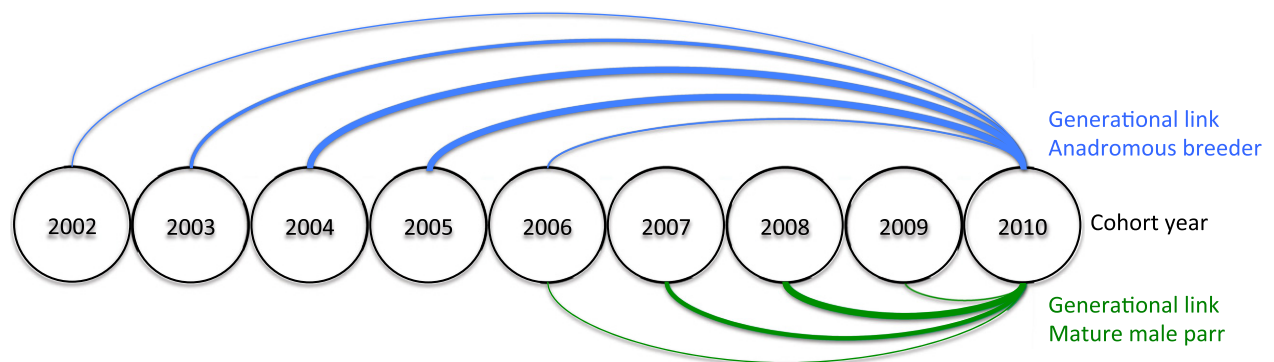 Generational link
Anadromous breeder
2002 2003 2004 2005 2006 2007 2008 2009 2010 Cohort year
Generational link
Mature male parr